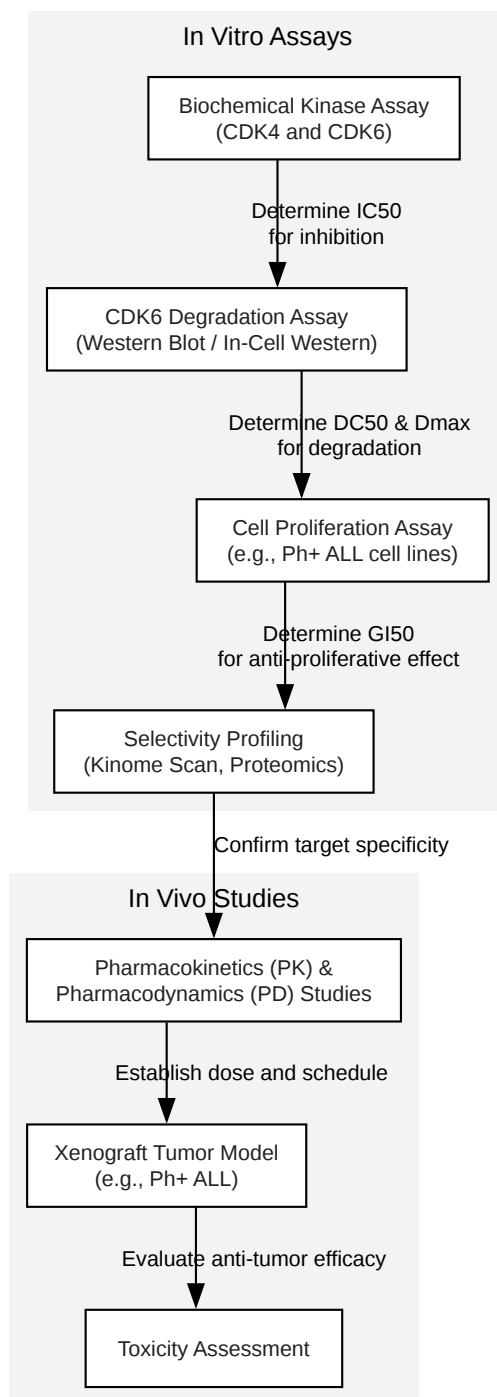 In Vitro Assays
Biochemical Kinase Assay
(CDK4 and CDK6)
Determine IC50
for inhibition
CDK6 Degradation Assay
(Western Blot / In-Cell Western)
Determine DC50 & Dmax
for degradation
Cell Proliferation Assay
(e.g., Ph+ ALL cell lines)
Determine GI50
for anti-proliferative effect
Selectivity Profiling
(Kinome Scan, Proteomics)
Confirm target specificity
In Vivo Studies
Pharmacokinetics (PK) &
Pharmacodynamics (PD) Studies
Establish dose and schedule
Xenograft Tumor Model
(e.g., Ph+ ALL)
Evaluate anti-tumor efficacy
Toxicity Assessment